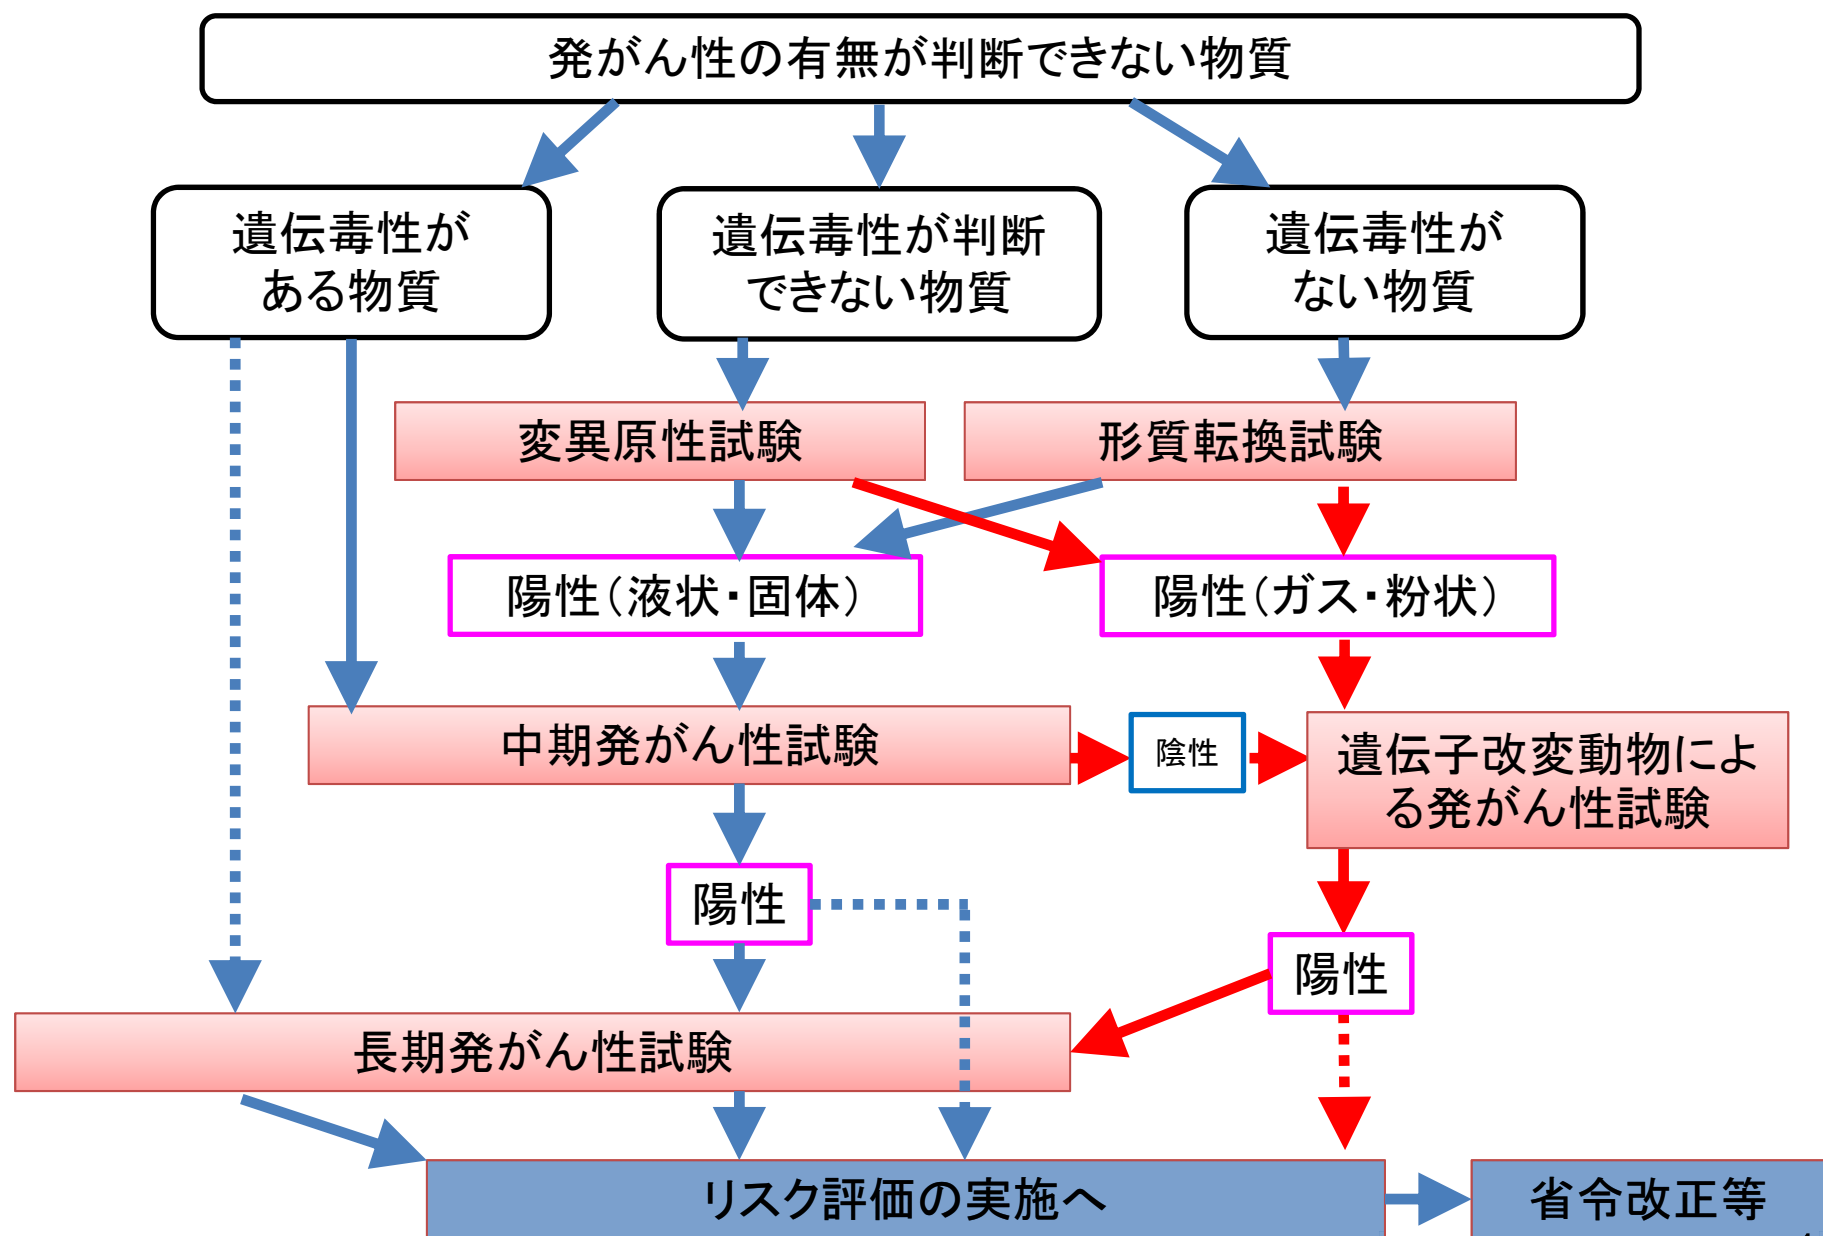 発がん性の有無が判断できない物質
遺伝毒性が
ある物質
遺伝毒性が判断
できない物質
遺伝毒性が
ない物質
変異原性試験
形質転換試験
陽性（液状・固体）
陽性（ガス・粉状）
中期発がん性試験
陰性
遺伝子改変動物によ
る発がん性試験
陽性
陽性
長期発がん性試験
リスク評価の実施へ
省令改正等